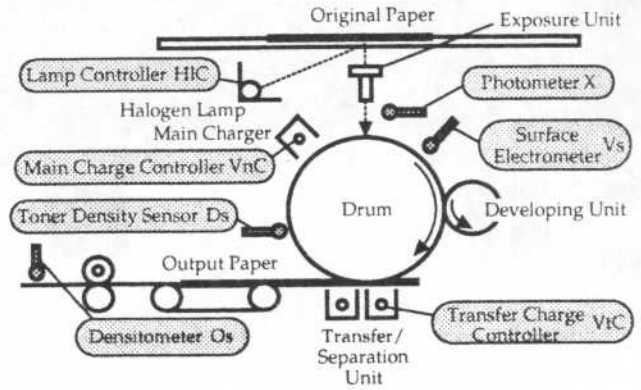 Original Paper
Exposure Unit
Lamp Controller HlC
Photometer X
Halogen Lamp
Main Charger
Surface
Electrometer Vs
Main Charge Controller VnC
Toner Density Sensor Ds
Drum
Developing Unit
Output Paper
Densitometer Os
Transfer/
Separation
Unit
Transfer Charge
Controller VtC